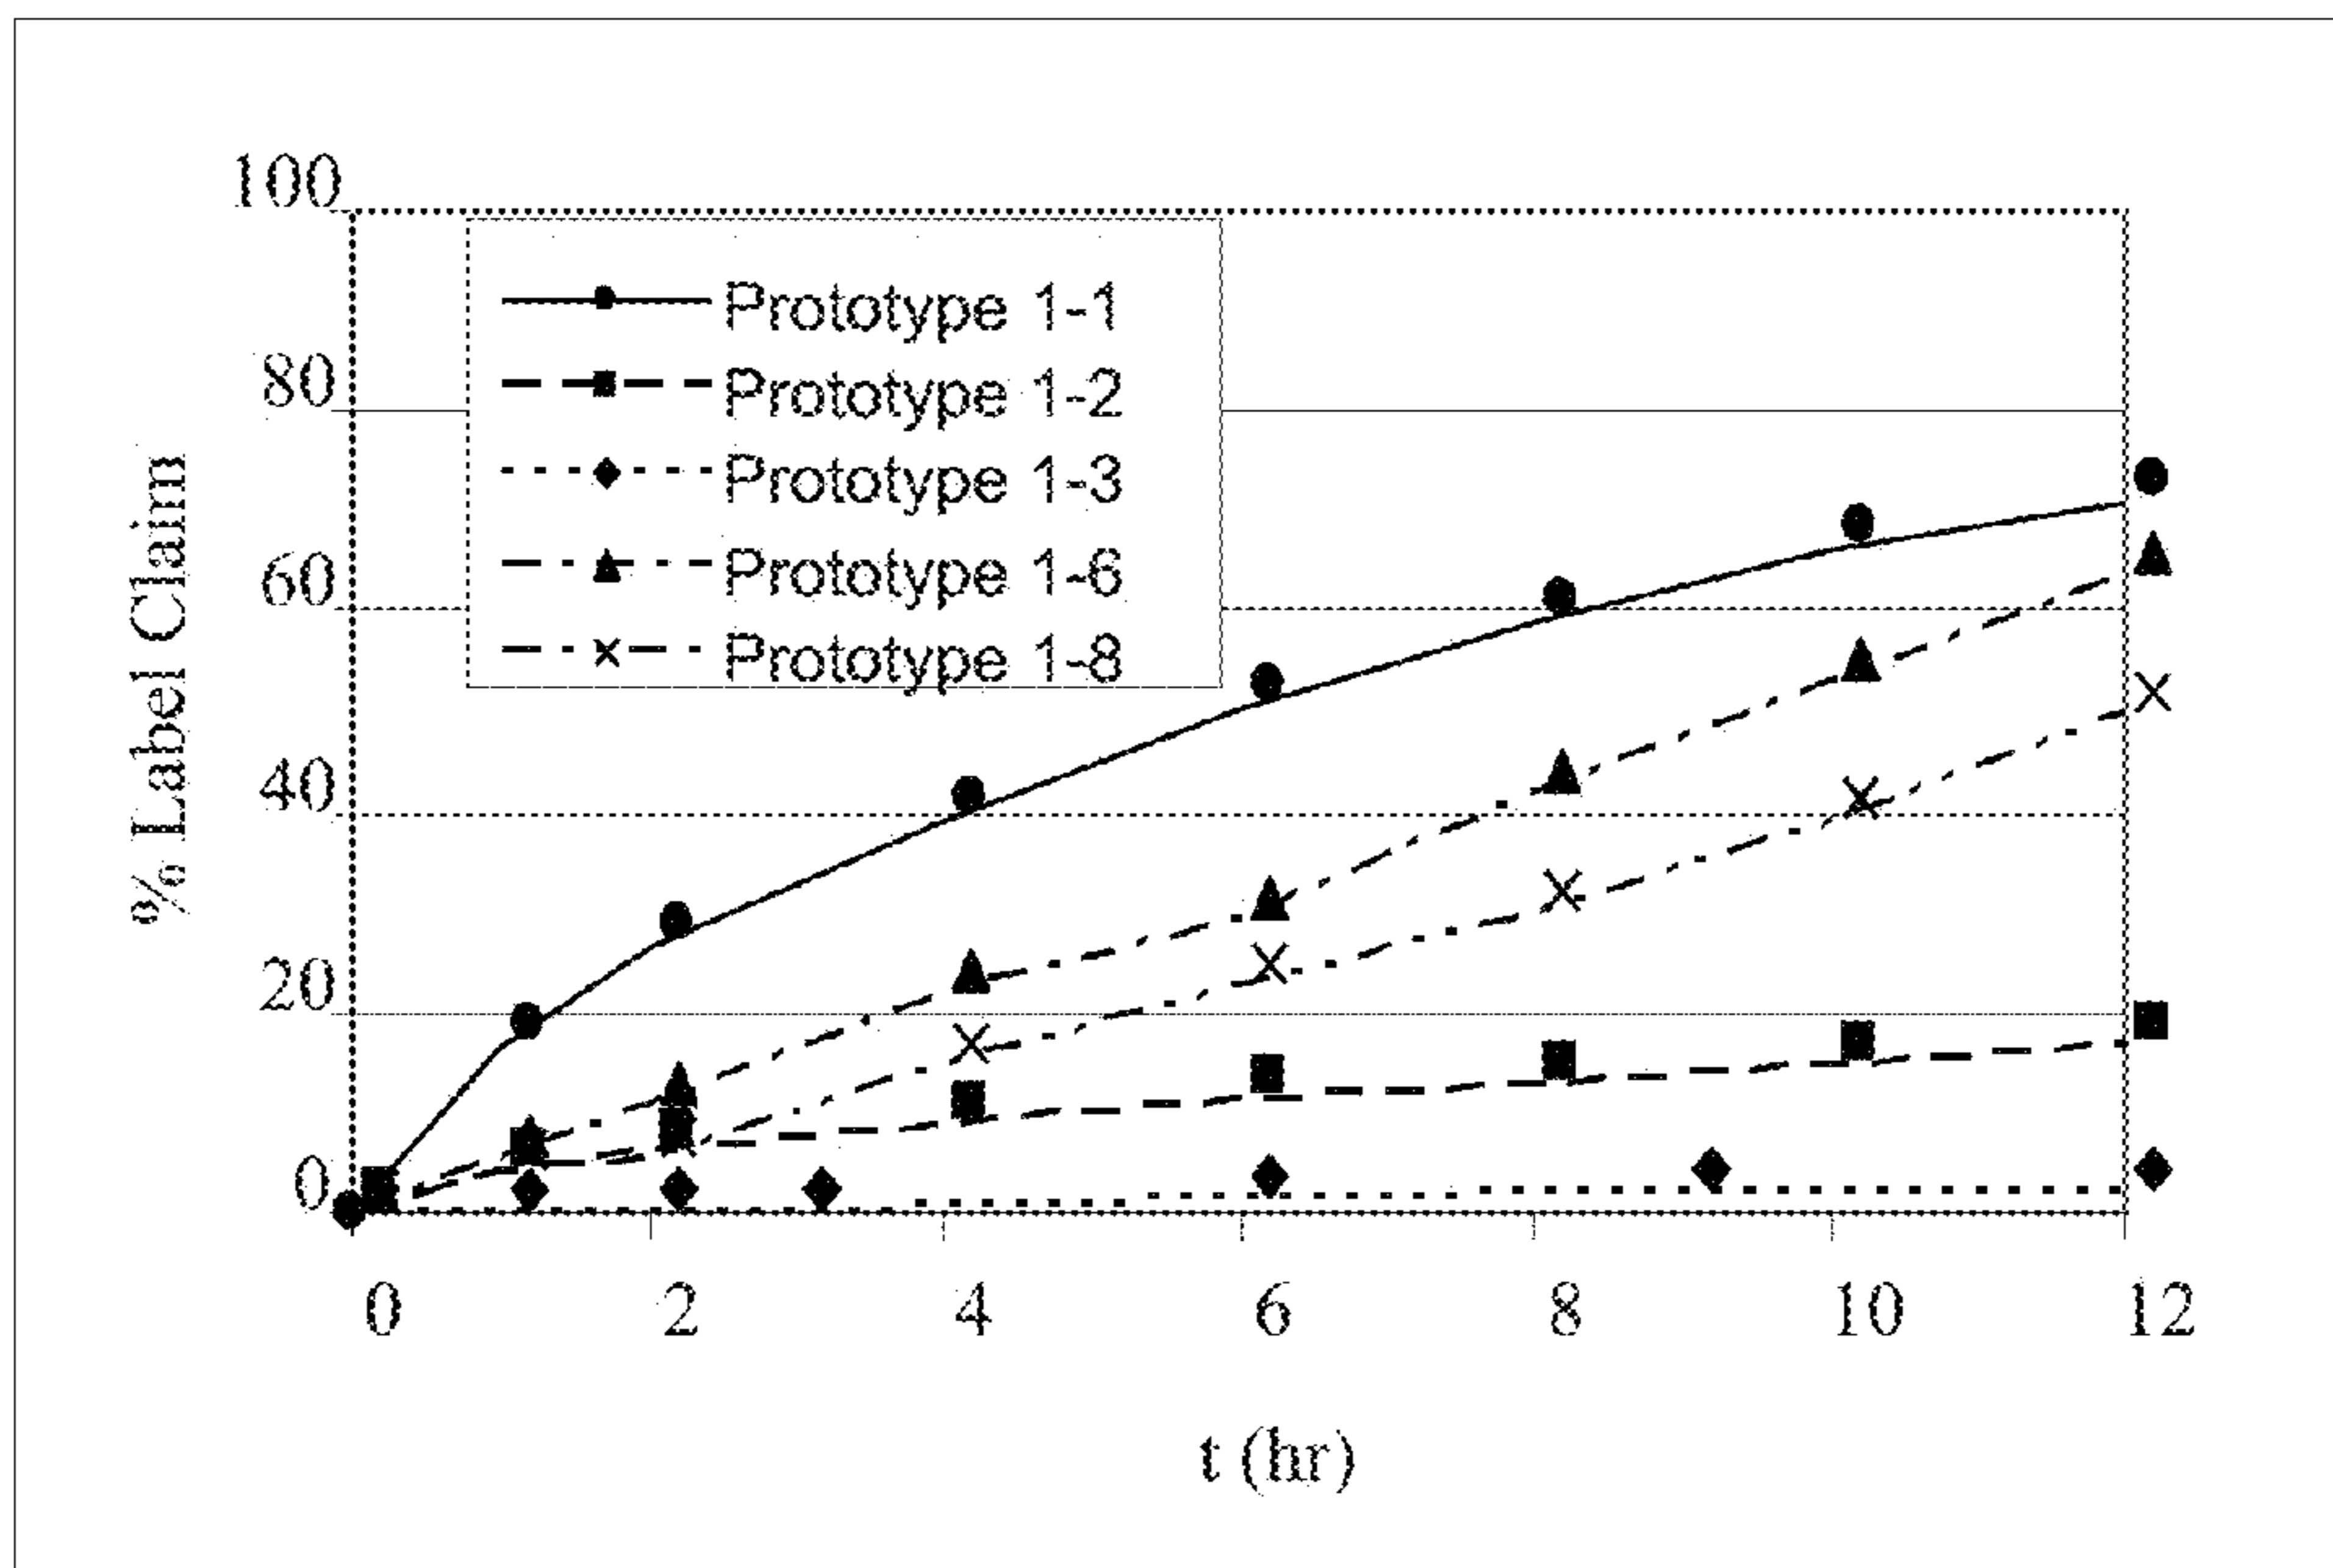 100
80
60
40
20
0
% Label Claim
Prototype 1-1
Prototype 1-2
Prototype 1-3
Prototype 1-6
Prototype 1-8
0 2 4 6 8 10 12
t (hr)